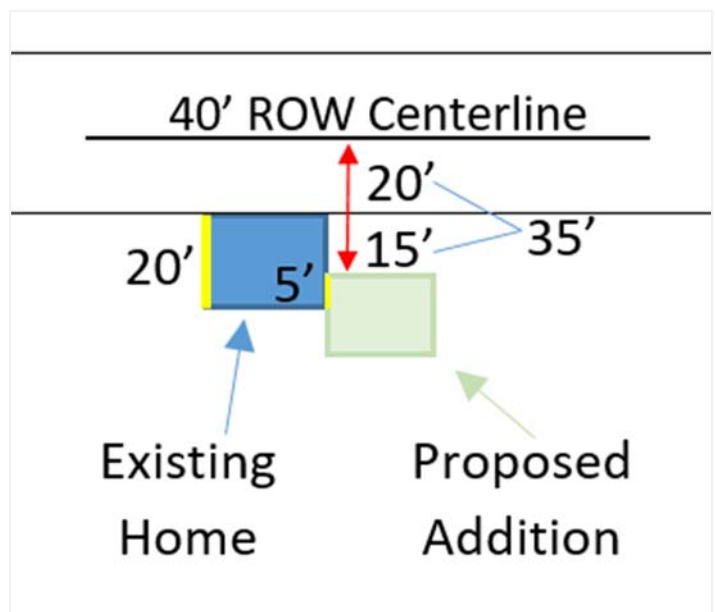 40’ ROW Centerline
20’
15’
35’
20’
5’
Existing
Home
Proposed
Addition